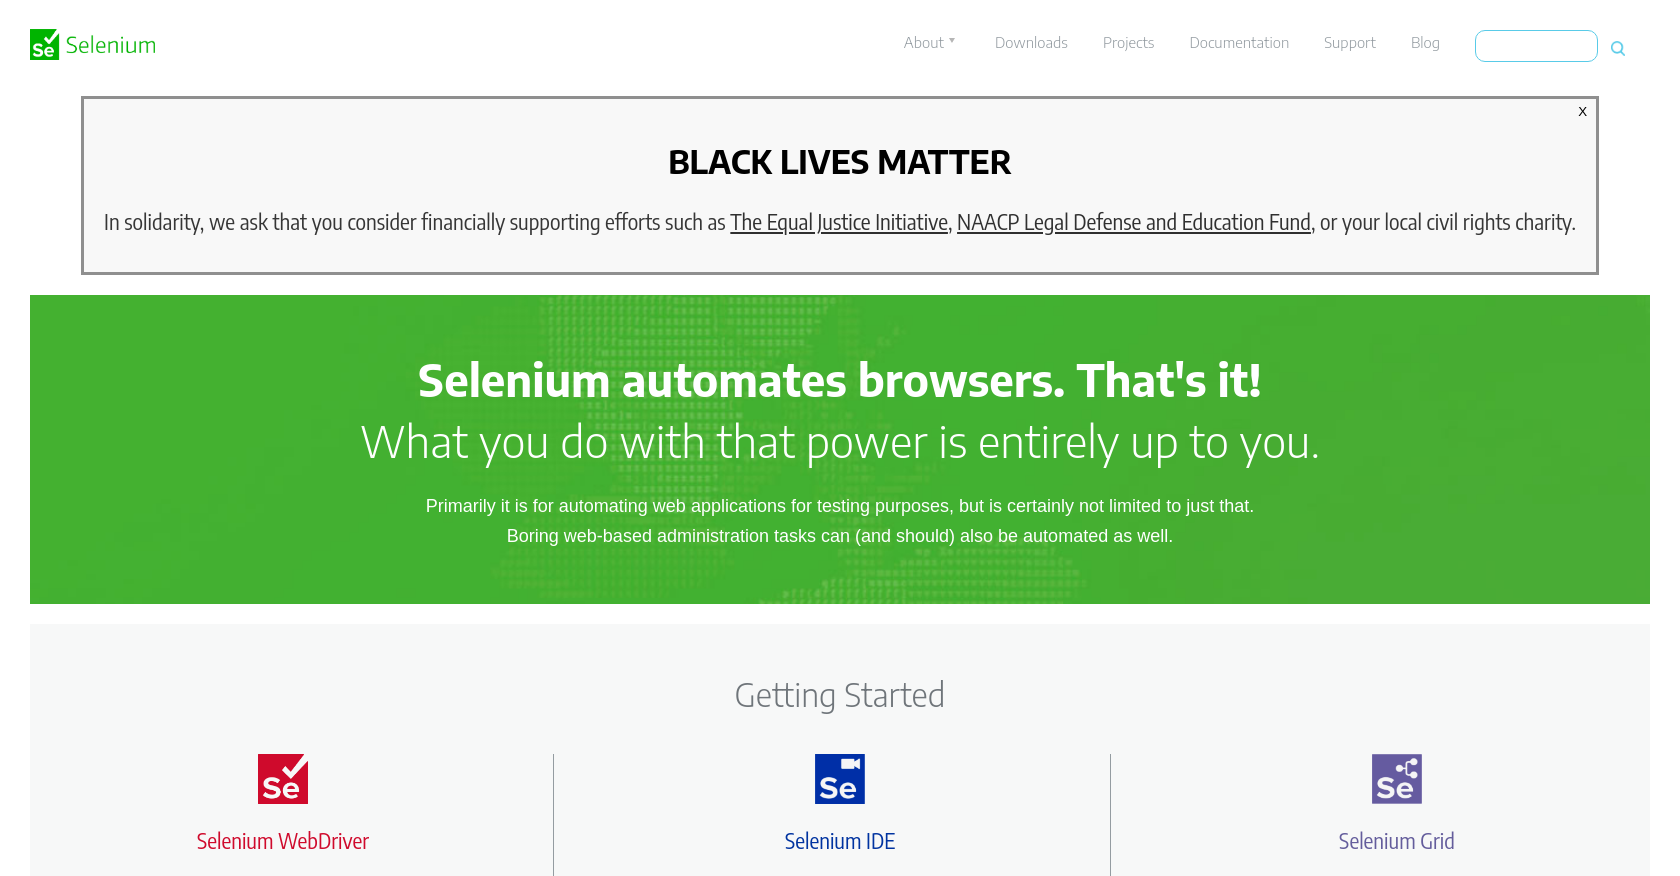 Se Selenium
About Downloads Projects Documentation Support Blog
X
BLACK LIVES MATTER
In solidarity, we ask that you consider financially supporting efforts such as The Equal Justice Initiative, NAACP Legal Defense and Education Fund, or your local civil rights charity.
Selenium automates browsers. That's it!
What you do with that power is entirely up to you.
Primarily it is for automating web applications for testing purposes, but is certainly not limited to just that.
Boring web-based administration tasks can (and should) also be automated as well.
Getting Started
Se Se Se
Selenium WebDriver Selenium IDE Selenium Grid